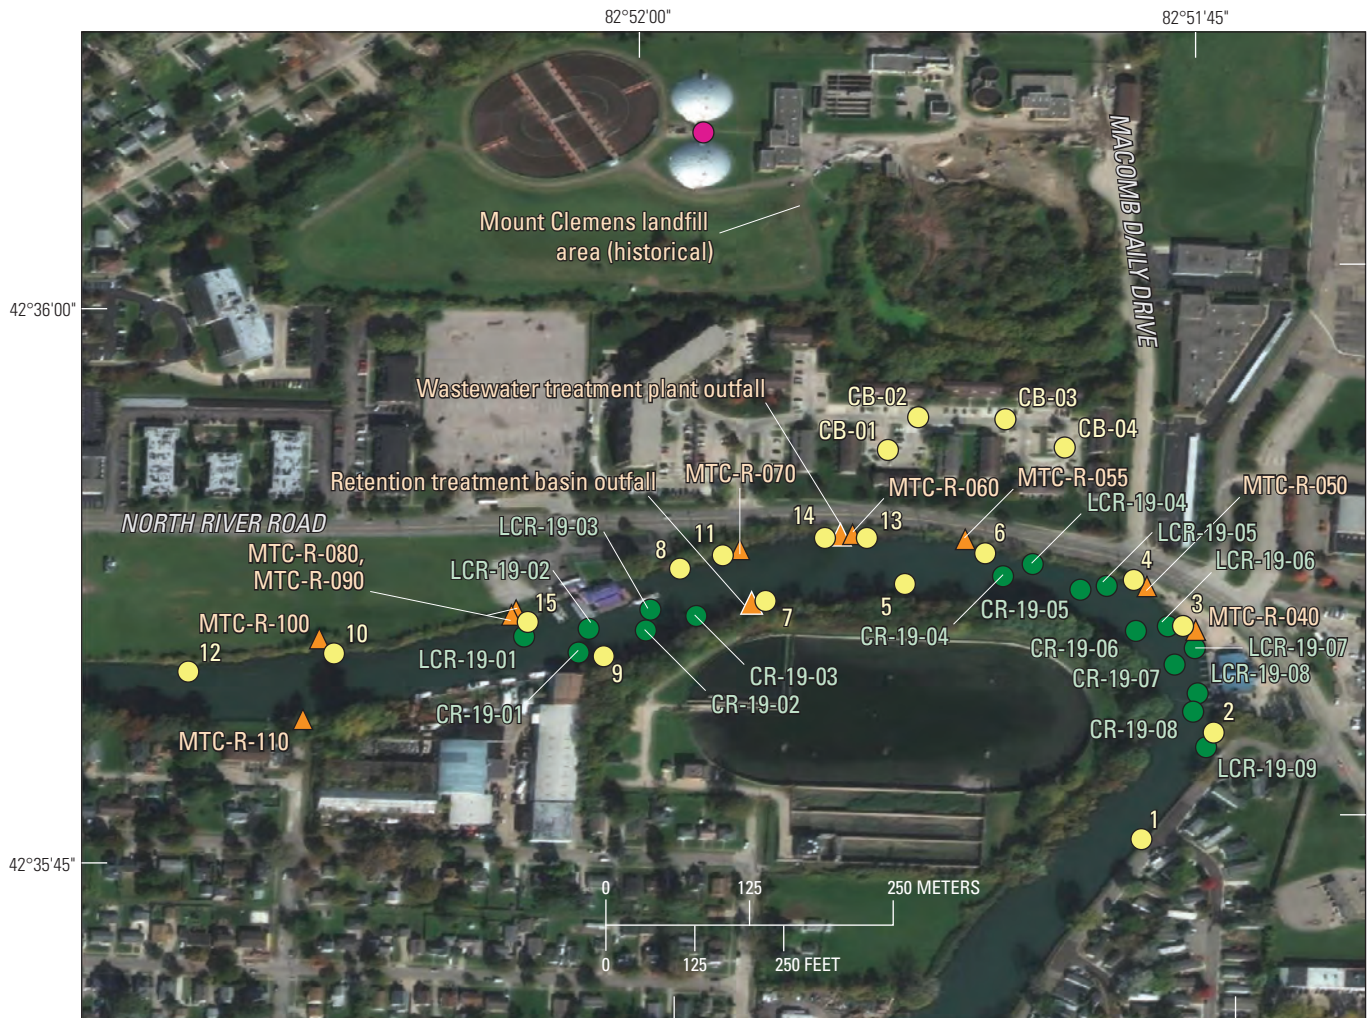 82°52'00"
82°51'45"
MACOMB DAILY DRIVE
Mount Clemens landfill
area (historical)
42°36'00"
Wastewater treatment plant outfall
CB-02
CB-03
CB-01
CB-04
Retention treatment basin outfall
MTC-R-070
MTC-R-060
MTC-R-055
MTC-R-050
LCR-19-04
NORTH RIVER ROAD
LCR-19-03
11
14
13
6
LCR-19-05
MTC-R-080,
MTC-R-090
LCR-19-02
8
4
LCR-19-06
15
7
5
CR-19-05
3
MTC-R-040
MTC-R-100
10
CR-19-04
12
LCR-19-01
9
CR-19-03
CR-19-06
LCR-19-07
CR-19-07
LCR-19-08
CR-19-01
CR-19-02
MTC-R-110
CR-19-08
2
LCR-19-09
1
42°35'45"
0 125 250 METERS
0 125 250 FEET